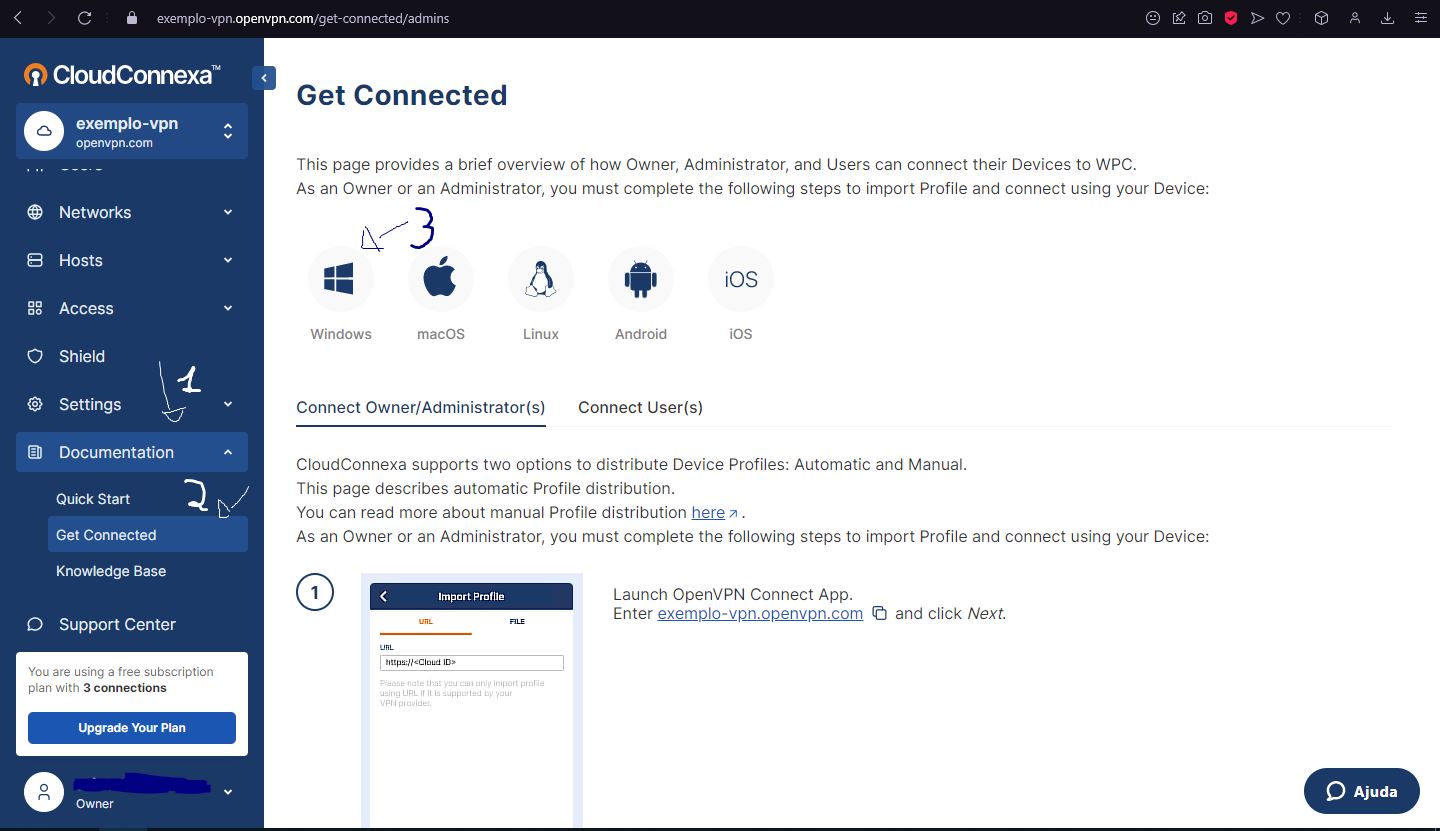 exemplo-vpn.openvpn.com/get-connected/admins
CloudConnexa™
exemplo-vpn
openvpn.com
Users
Networks
Hosts
Access
Shield
1
Settings
Documentation
Quick Start
2
Get Connected
Knowledge Base
Support Center
You are using a free subscription
plan with 3 connections
Upgrade Your Plan
Owner
Get Connected
This page provides a brief overview of how Owner, Administrator, and Users can connect their Devices to WPC.
As an Owner or an Administrator, you must complete the following steps to import Profile and connect using your Device:
3
iOS
Windows macOS Linux Android iOS
Connect Owner/Administrator(s) Connect User(s)
CloudConnexa supports two options to distribute Device Profiles: Automatic and Manual.
This page describes automatic Profile distribution.
You can read more about manual Profile distribution here .
As an Owner or an Administrator, you must complete the following steps to import Profile and connect using your Device:
1
Import Profile
URL FILE
URL
https://<Cloud ID>
Please note that you can only import profile
using URL if it is supported by your
VPN provider.
Launch OpenVPN Connect App.
Enter exemplo-vpn.openvpn.com and click Next.
Ajuda